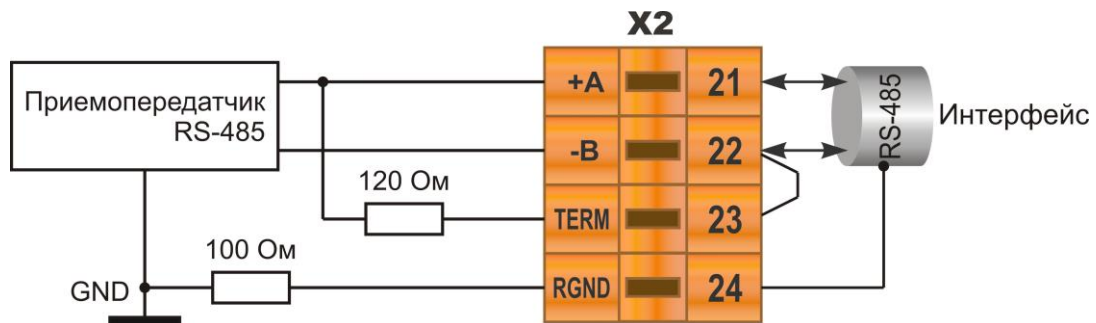 X2
Приемопередатчик
RS-485
+A
21
-B
22
120 Ом
TERM
23
100 Ом
GND
RGND
24
RS-485
Интерфейс